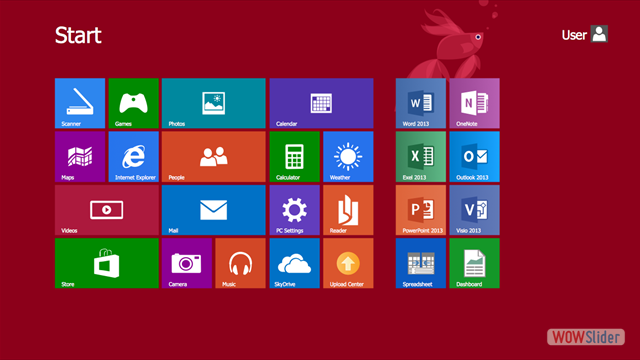 Start
User
Scanner
Games
Photos
Calendar
Word 2013
OneNote
Maps
Internet Explorer
People
Calculator
Weather
Exel 2013
Outlook 2013
Videos
Mail
PC Settings
Reader
PowerPoint 2013
Visio 2013
Store
Camera
Music
SkyDrive
Upload Center
Spreadsheet
Dashboard
W
N
X
O
P
V
WOWSlider